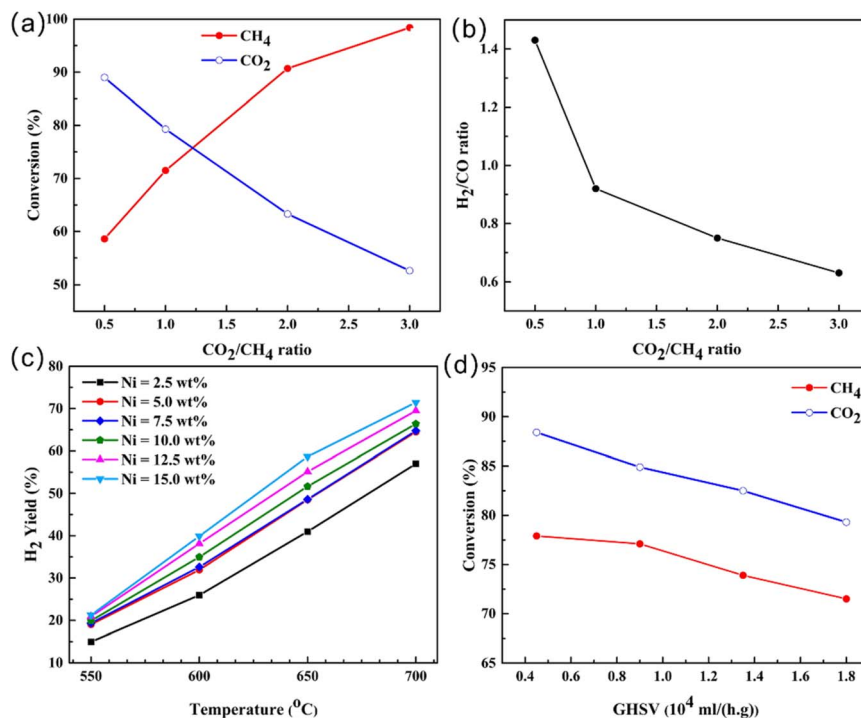 (a)
100
90
80
70
60
50
Conversion (%)
CH4
CO2
0.5 1.0 1.5 2.0 2.5 3.0
CO2/CH4 ratio
(b)
1.4
1.2
1.0
0.8
0.6
H2/CO ratio
0.5 1.0 1.5 2.0 2.5 3.0
CO2/CH4 ratio
(c)
80
70
60
50
40
30
20
10
H2 Yield (%)
Ni = 2.5 wt%
Ni = 5.0 wt%
Ni = 7.5 wt%
Ni = 10.0 wt%
Ni = 12.5 wt%
Ni = 15.0 wt%
550 600 650 700
Temperature (°C)
(d)
95
90
85
80
75
70
65
Conversion (%)
CH4
CO2
0.4 0.6 0.8 1.0 1.2 1.4 1.6 1.8
GHSV (10^4 ml/(h.g))